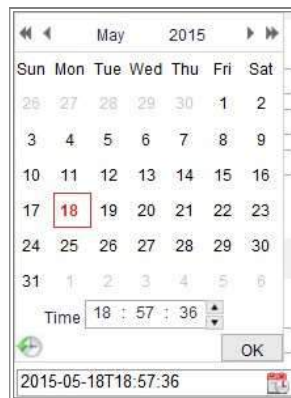 May 2015
Sun Mon Tue Wed Thu Fri Sat
26 27 28 29 30 1 2
3 4 5 6 7 8 9
10 11 12 13 14 15 16
17 18 19 20 21 22 23
24 25 26 27 28 29 30
31 1 2 3 4 5 6
Time 18 : 57 : 36
OK
2015-05-18T18:57:36